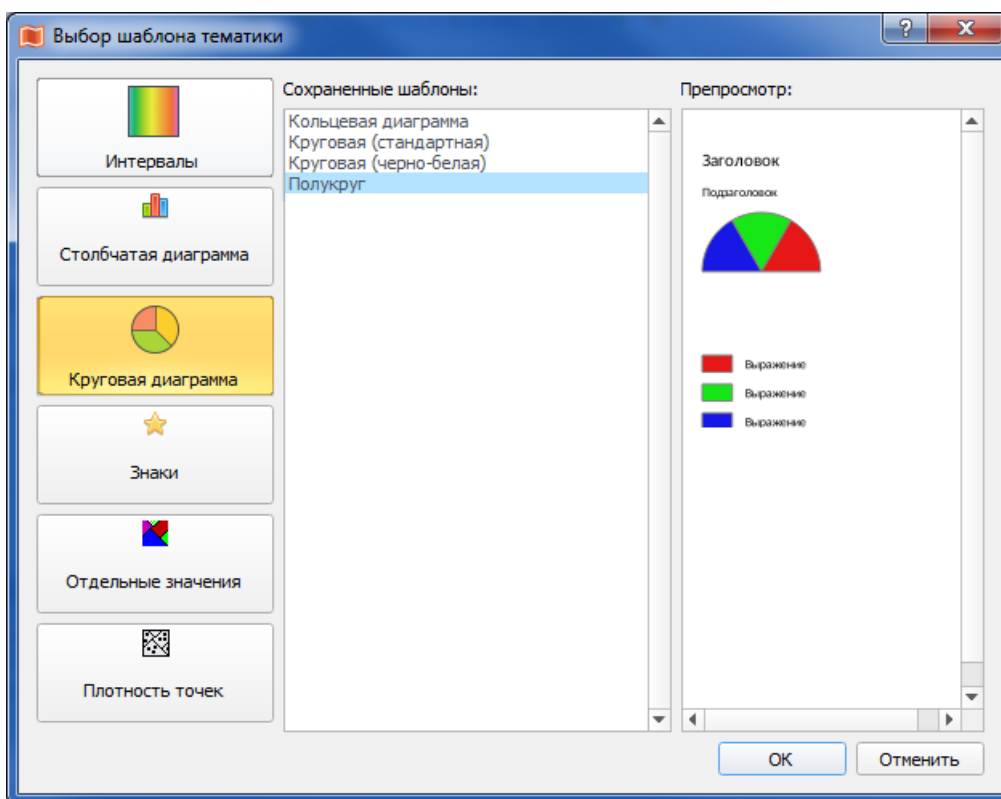 Выбор шаблона тематики
Интервалы
Столбчатая диаграмма
Круговая диаграмма
Знаки
Отдельные значения
Плотность точек
Сохраненные шаблоны:
Кольцевая диаграмма
Круговая (стандартная)
Круговая (черно-белая)
Полукруг
Препросмотр:
Заголовок
Подзаголовок
Выражение
Выражение
Выражение
OK
Отменить